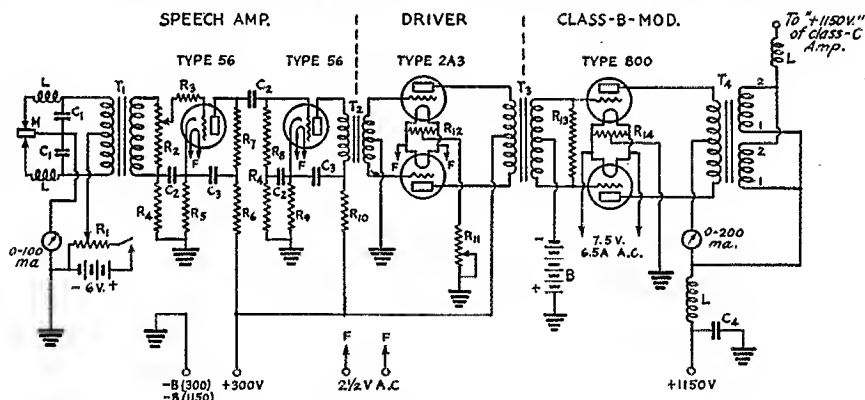 SPEECH AMP.
DRIVER
CLASS-B-MOD.
To "+1150V."
of class-C
Amp.
TYPE 56
TYPE 56
TYPE 2A3
TYPE 800
L
M
L
C1
C1
T1
R1
R2
R3
R4
C2
R5
C3
F
R6
R7
C2
R8
R4
C2
R9
F
C3
R10
T2
R12
F
F
R11
T3
R13
R14
T4
2
1
2
1
L
0-100
ma
- 6V. +
-
+
B
7.5 V.
6.5A A.C.
0-200
ma.
L
C4
F
F
-B(300)
-B(1150)
+300V
2½ V A.C
+1150V